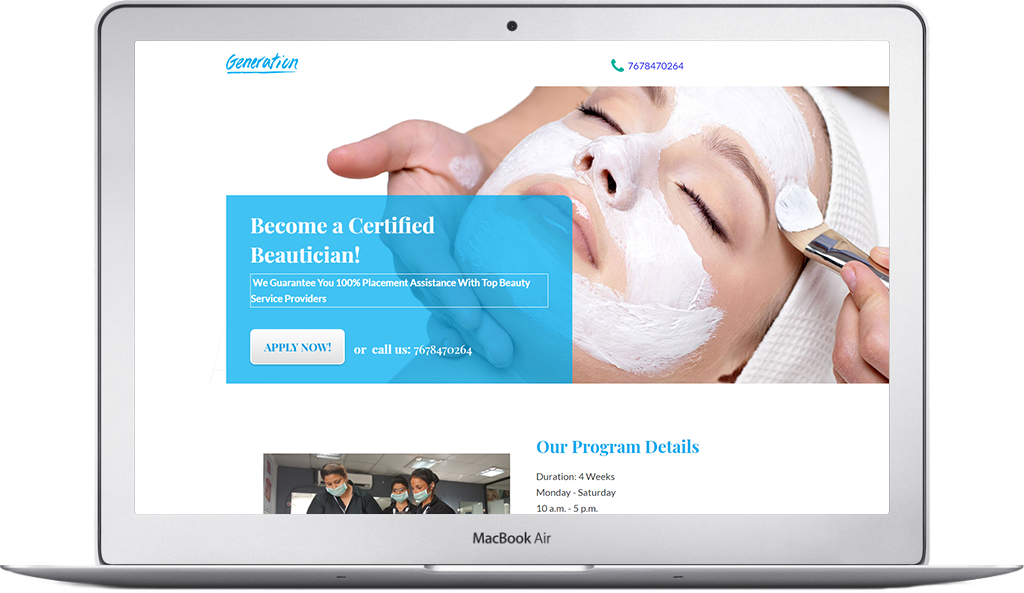 Generation
7678470264
Become a Certified
Beautician!
We Guarantee You 100% Placement Assistance With Top Beauty
Service Providers
APPLY NOW!
or call us: 7678470264
Our Program Details
Duration: 4 Weeks
Monday - Saturday
10 a.m. - 5 p.m.
MacBook Air